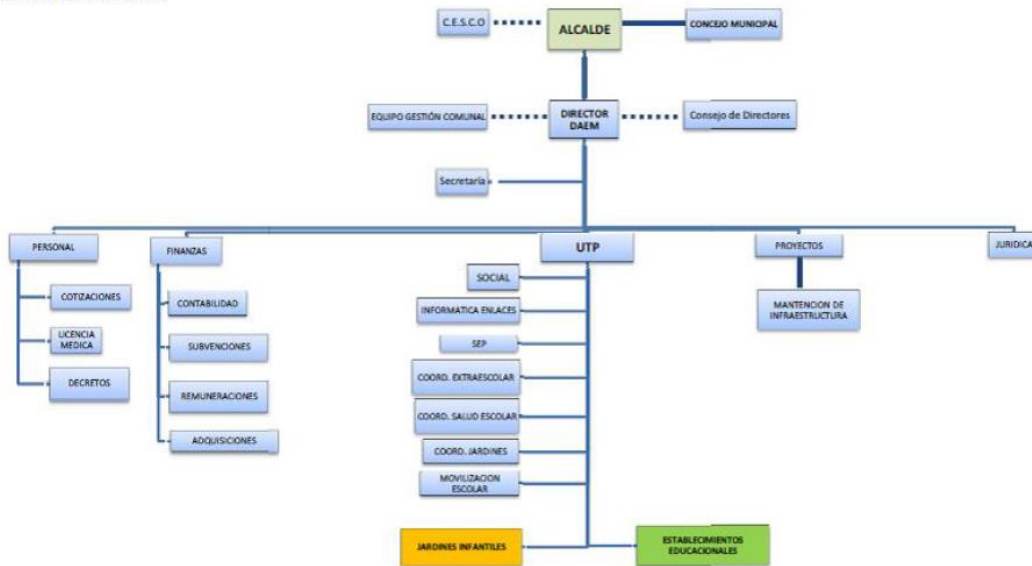 C.E.S.C.O
ALCALDE
CONCEJO MUNICIPAL
EQUIPO GESTIÓN COMUNAL
DIRECTOR
DAEM
Consejo de Directores
Secretaría
PERSONAL
FINANZAS
UTP
PROYECTOS
JURIDICA
COTIZACIONES
LICENCIA
MEDICA
DECRETOS
CONTABILIDAD
SUBVENCIONES
REMUNERACIONES
ADQUISICIONES
SOCIAL
INFORMATICA ENLACES
SEP
COORD. EXTRAESCOLAR
COORD. SALUD ESCOLAR
COORD. JARDINES
MOVILIZACION
ESCOLAR
MANTENCION DE
INFRAESTRUCTURA
JARDINES INFANTILES
ESTABLECIMIENTOS
EDUCACIONALES